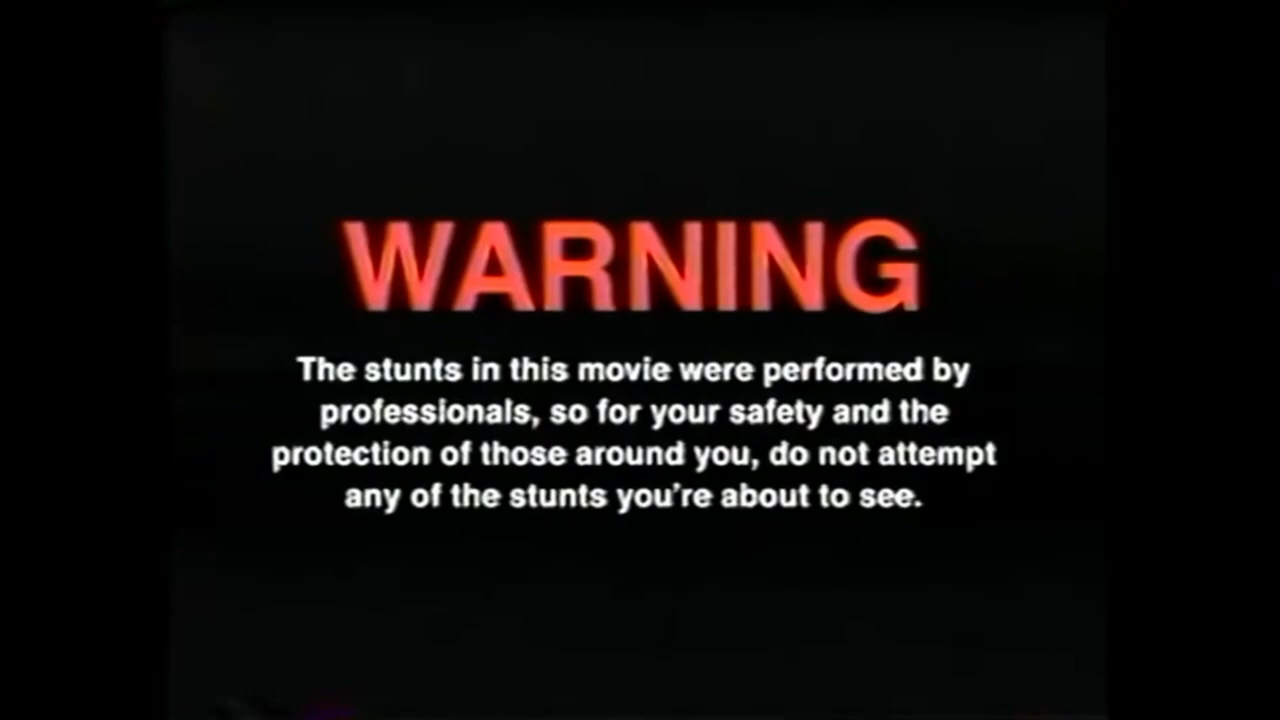 WARNING
The stunts in this movie were performed by
professionals, so for your safety and the
protection of those around you, do not attempt
any of the stunts you're about to see.